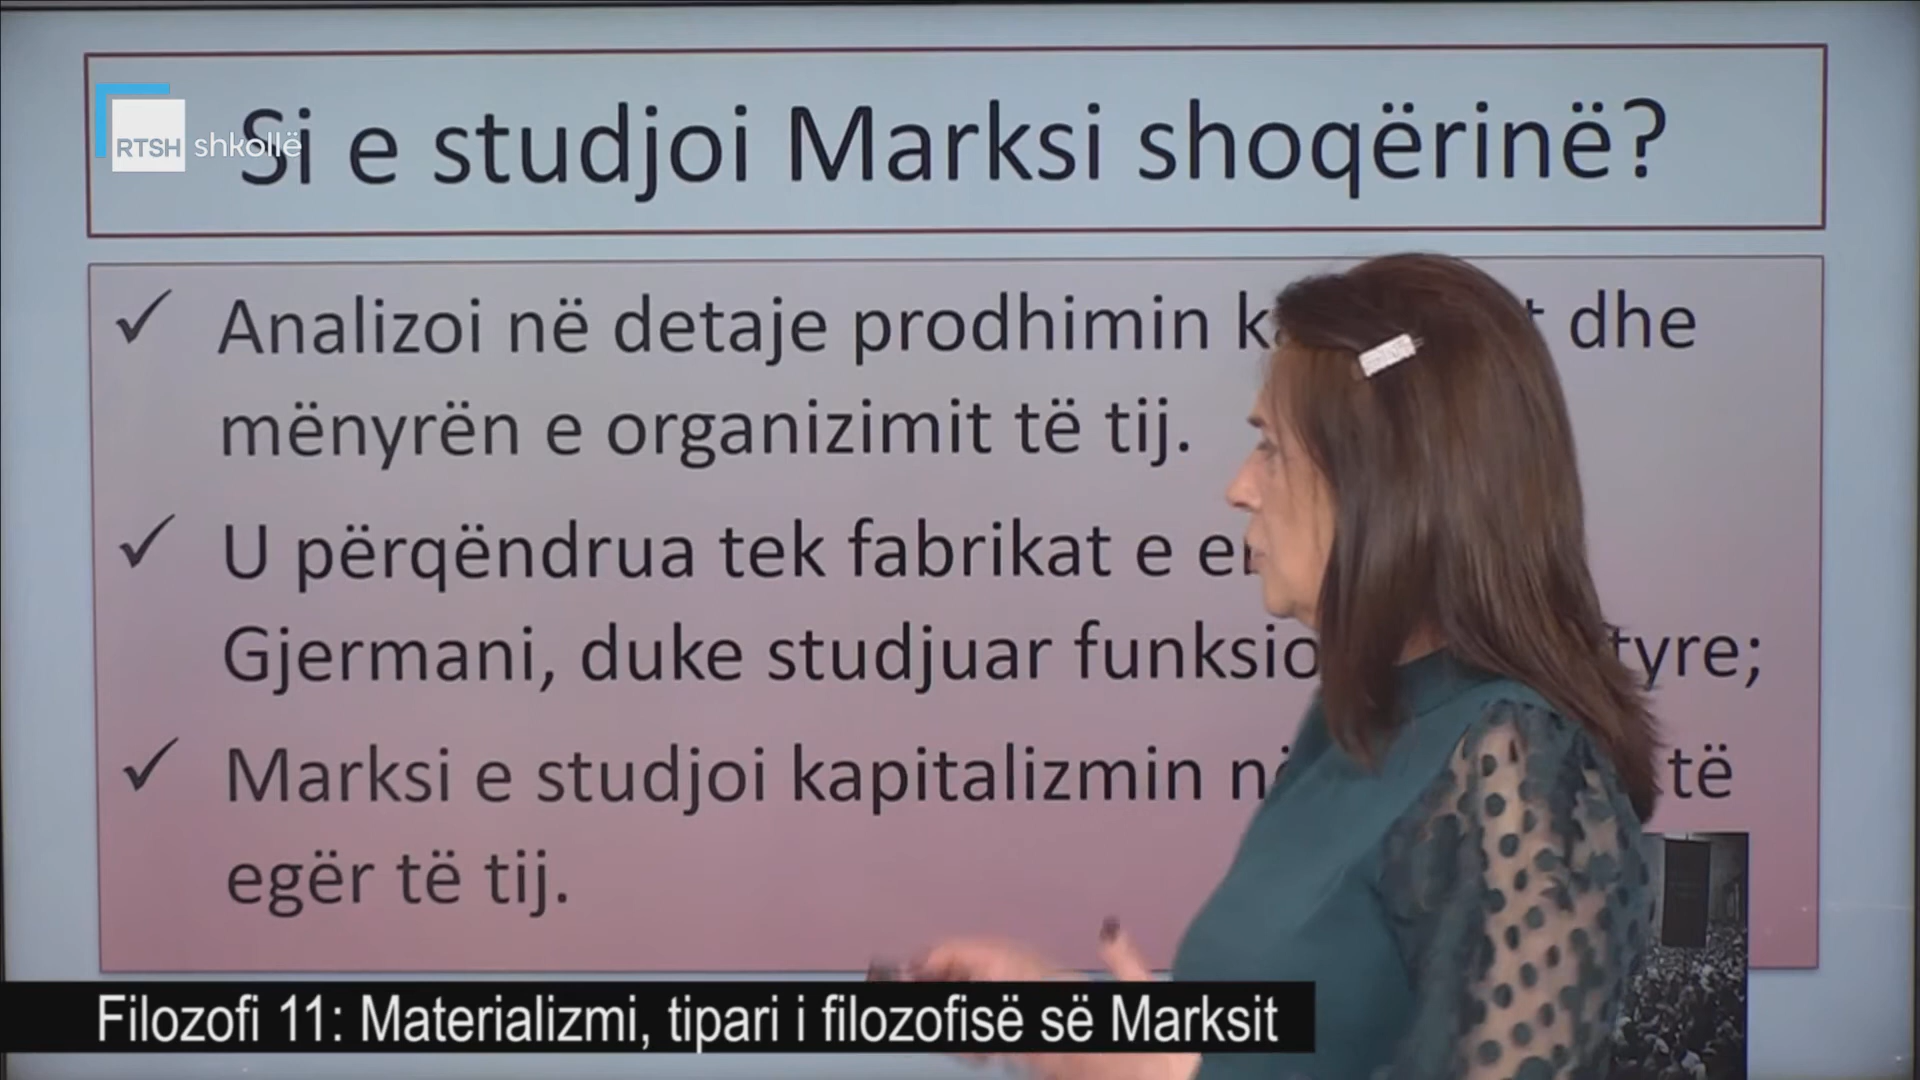 RTSH shkollë
Si e studjoi Marksi shoqërinë?
Analizoi në detaje prodhimin dhe
mënyrën e organizimit të tij.
U përqëndrua tek fabrikat e
Gjermani, duke studjuar tyre;
Marksi e studjoi kapitalizmin të
egër të tij.
Filozofi 11: Materializmi, tipari i filozofisë së Marksit